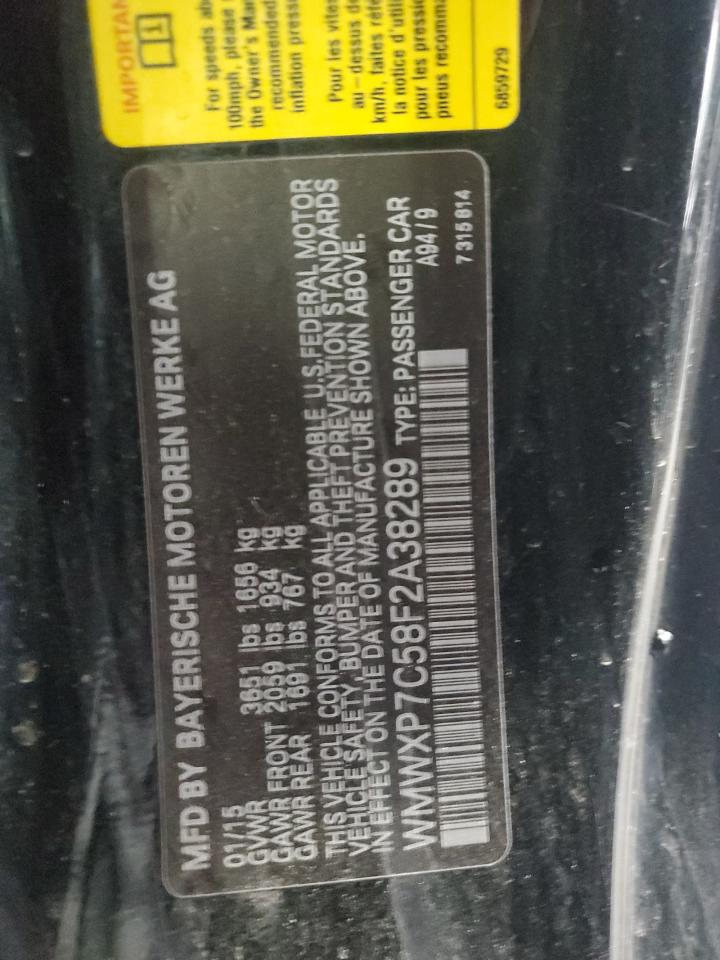 MFD BY BAYERISCHE MOTOREN WERKE AG
01/15
GVWR 3651 lbs 1656 kg
GAWR FRONT 2059 lbs 934 kg
GAWR REAR 1691 lbs 767 kg
THIS VEHICLE CONFORMS TO ALL APPLICABLE U.S. FEDERAL MOTOR
VEHICLE SAFETY, BUMPER AND THEFT PREVENTION STANDARDS
IN EFFECT ON THE DATE OF MANUFACTURE SHOWN ABOVE.
WMWXP7C58F2A38289 TYPE: PASSENGER CAR
A94/9
7315814
IMPORTAN
For speeds ab
100mph, please
the Owner's Man
recommended
inflation press
Pour les vites
au-dessus de
km/h, faites réf
la notice d'util
pour les pressi
pneus recomma
6859729